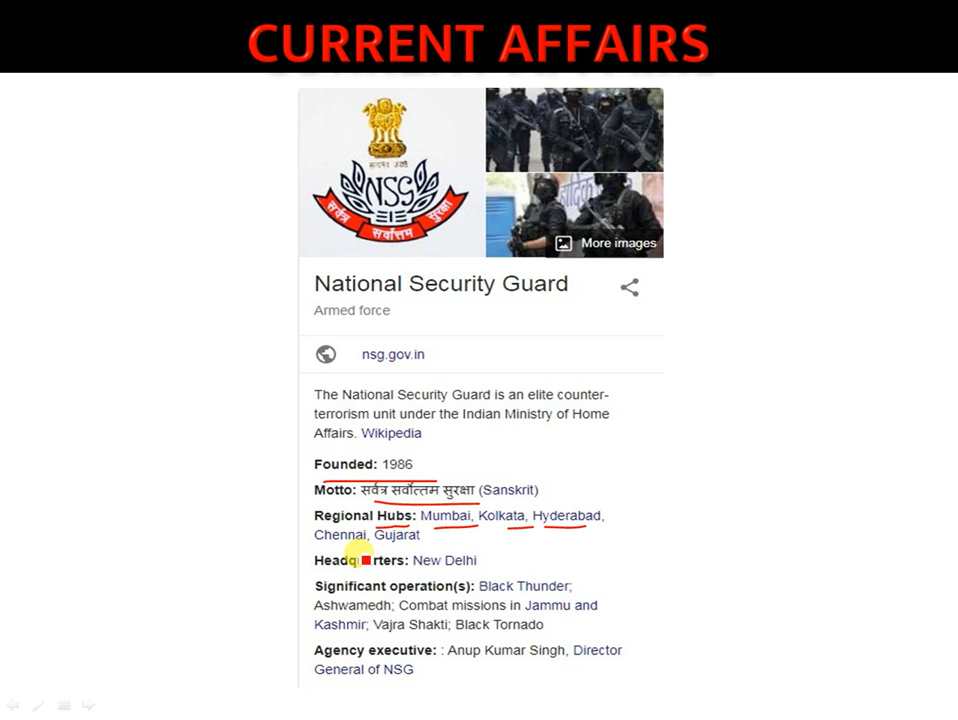 CURRENT AFFAIRS
सत्यमेव जयते
NSG
सर्वत्र सर्वोत्तम सुरक्षा
More images
National Security Guard
Armed force
nsg.gov.in
The National Security Guard is an elite counter-
terrorism unit under the Indian Ministry of Home
Affairs. Wikipedia
Founded: 1986
Motto: सर्वत्र सर्वोत्तम सुरक्षा (Sanskrit)
Regional Hubs: Mumbai, Kolkata, Hyderabad,
Chennai, Gujarat
Headquarters: New Delhi
Significant operation(s): Black Thunder;
Ashwamedh; Combat missions in Jammu and
Kashmir; Vajra Shakti; Black Tornado
Agency executive: : Anup Kumar Singh, Director
General of NSG